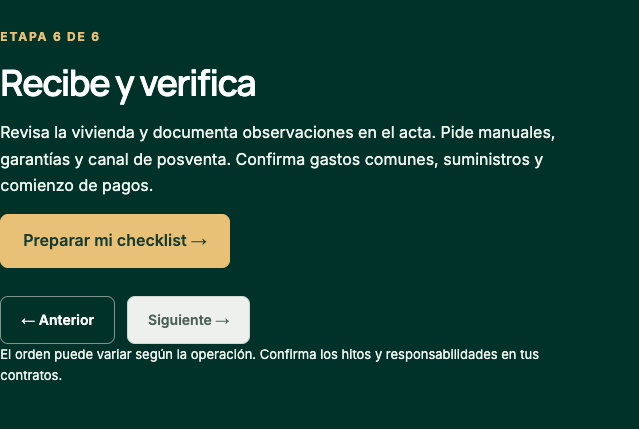 ETAPA 6 DE 6
Recibe y verifica
Revisa la vivienda y documenta observaciones en el acta. Pide manuales,
garantías y canal de posventa. Confirma gastos comunes, suministros y
comienzo de pagos.
Preparar mi checklist →
← Anterior
Siguiente →
El orden puede variar según la operación. Confirma los hitos y responsabilidades en tus
contratos.